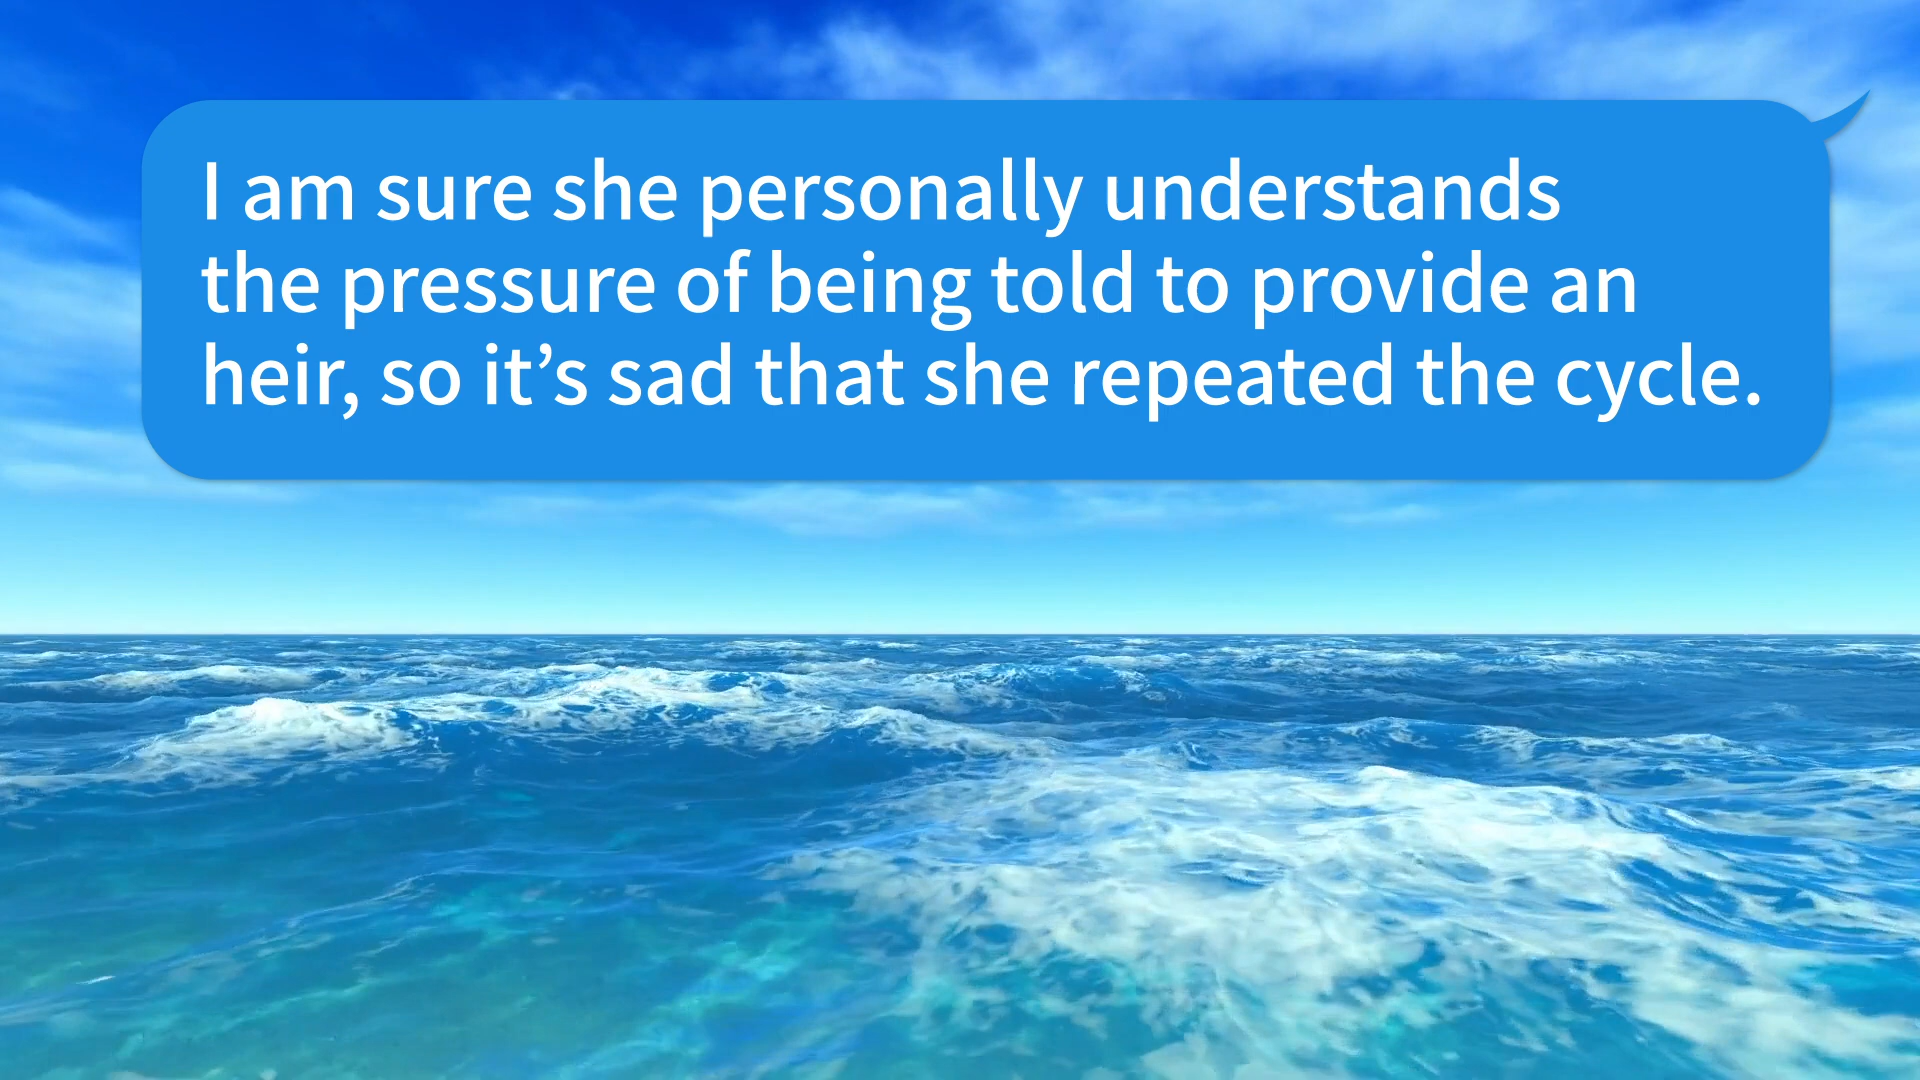 I am sure she personally understands
the pressure of being told to provide an
heir, so it’s sad that she repeated the cycle.